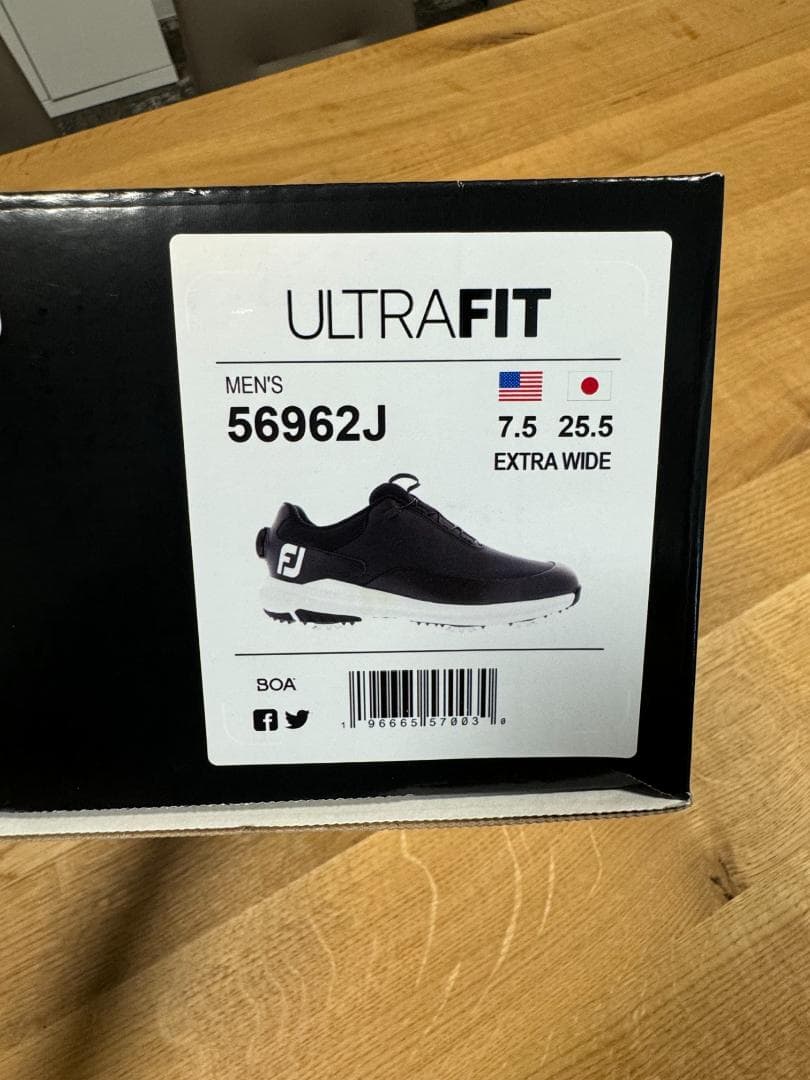 ULTRAFIT
MEN'S
56962J
7.5 25.5
EXTRA WIDE
FJ
BOA
1 96665 57003 0